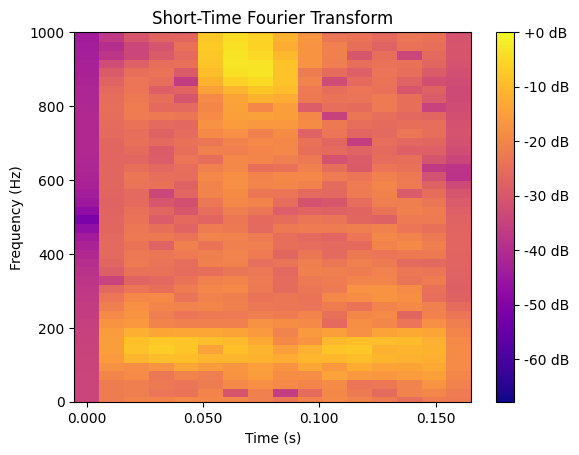 Short-Time Fourier Transform
1000
800
600
400
200
0
Frequency (Hz)
0.000
0.050
0.100
0.150
Time (s)
+0 dB
-10 dB
-20 dB
-30 dB
-40 dB
-50 dB
-60 dB